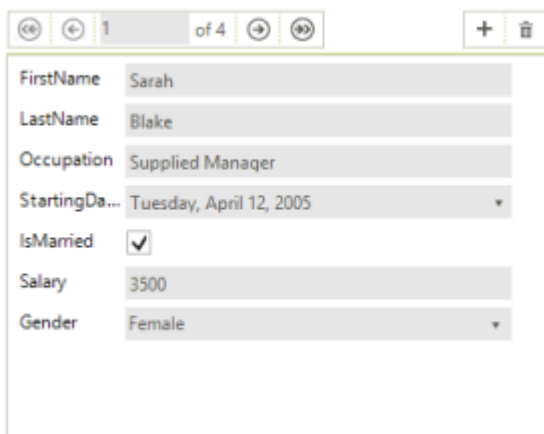 1 of 4
FirstName Sarah
LastName Blake
Occupation Supplied Manager
StartingDa... Tuesday, April 12, 2005
IsMarried
Salary 3500
Gender Female